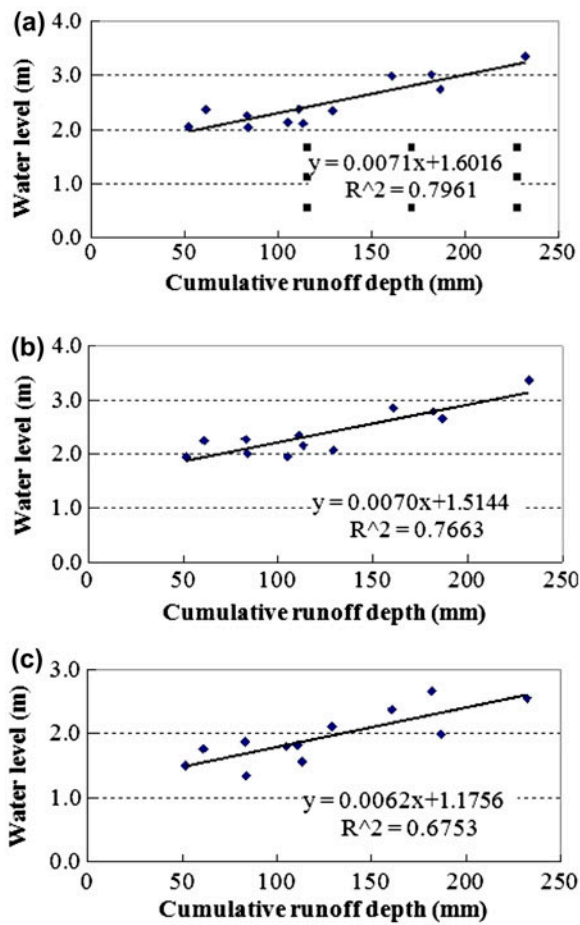 (a)
4.0
3.0
2.0
1.0
0.0
Water level (m)
y = 0.0071x+1.6016
R^2 = 0.7961
0 50 100 150 200 250
Cumulative runoff depth (mm)
(b)
4.0
3.0
2.0
1.0
0.0
Water level (m)
y = 0.0070x+1.5144
R^2 = 0.7663
0 50 100 150 200 250
Cumulative runoff depth (mm)
(c)
3.0
2.0
1.0
0.0
Water level (m)
y = 0.0062x+1.1756
R^2 = 0.6753
0 50 100 150 200 250
Cumulative runoff depth (mm)